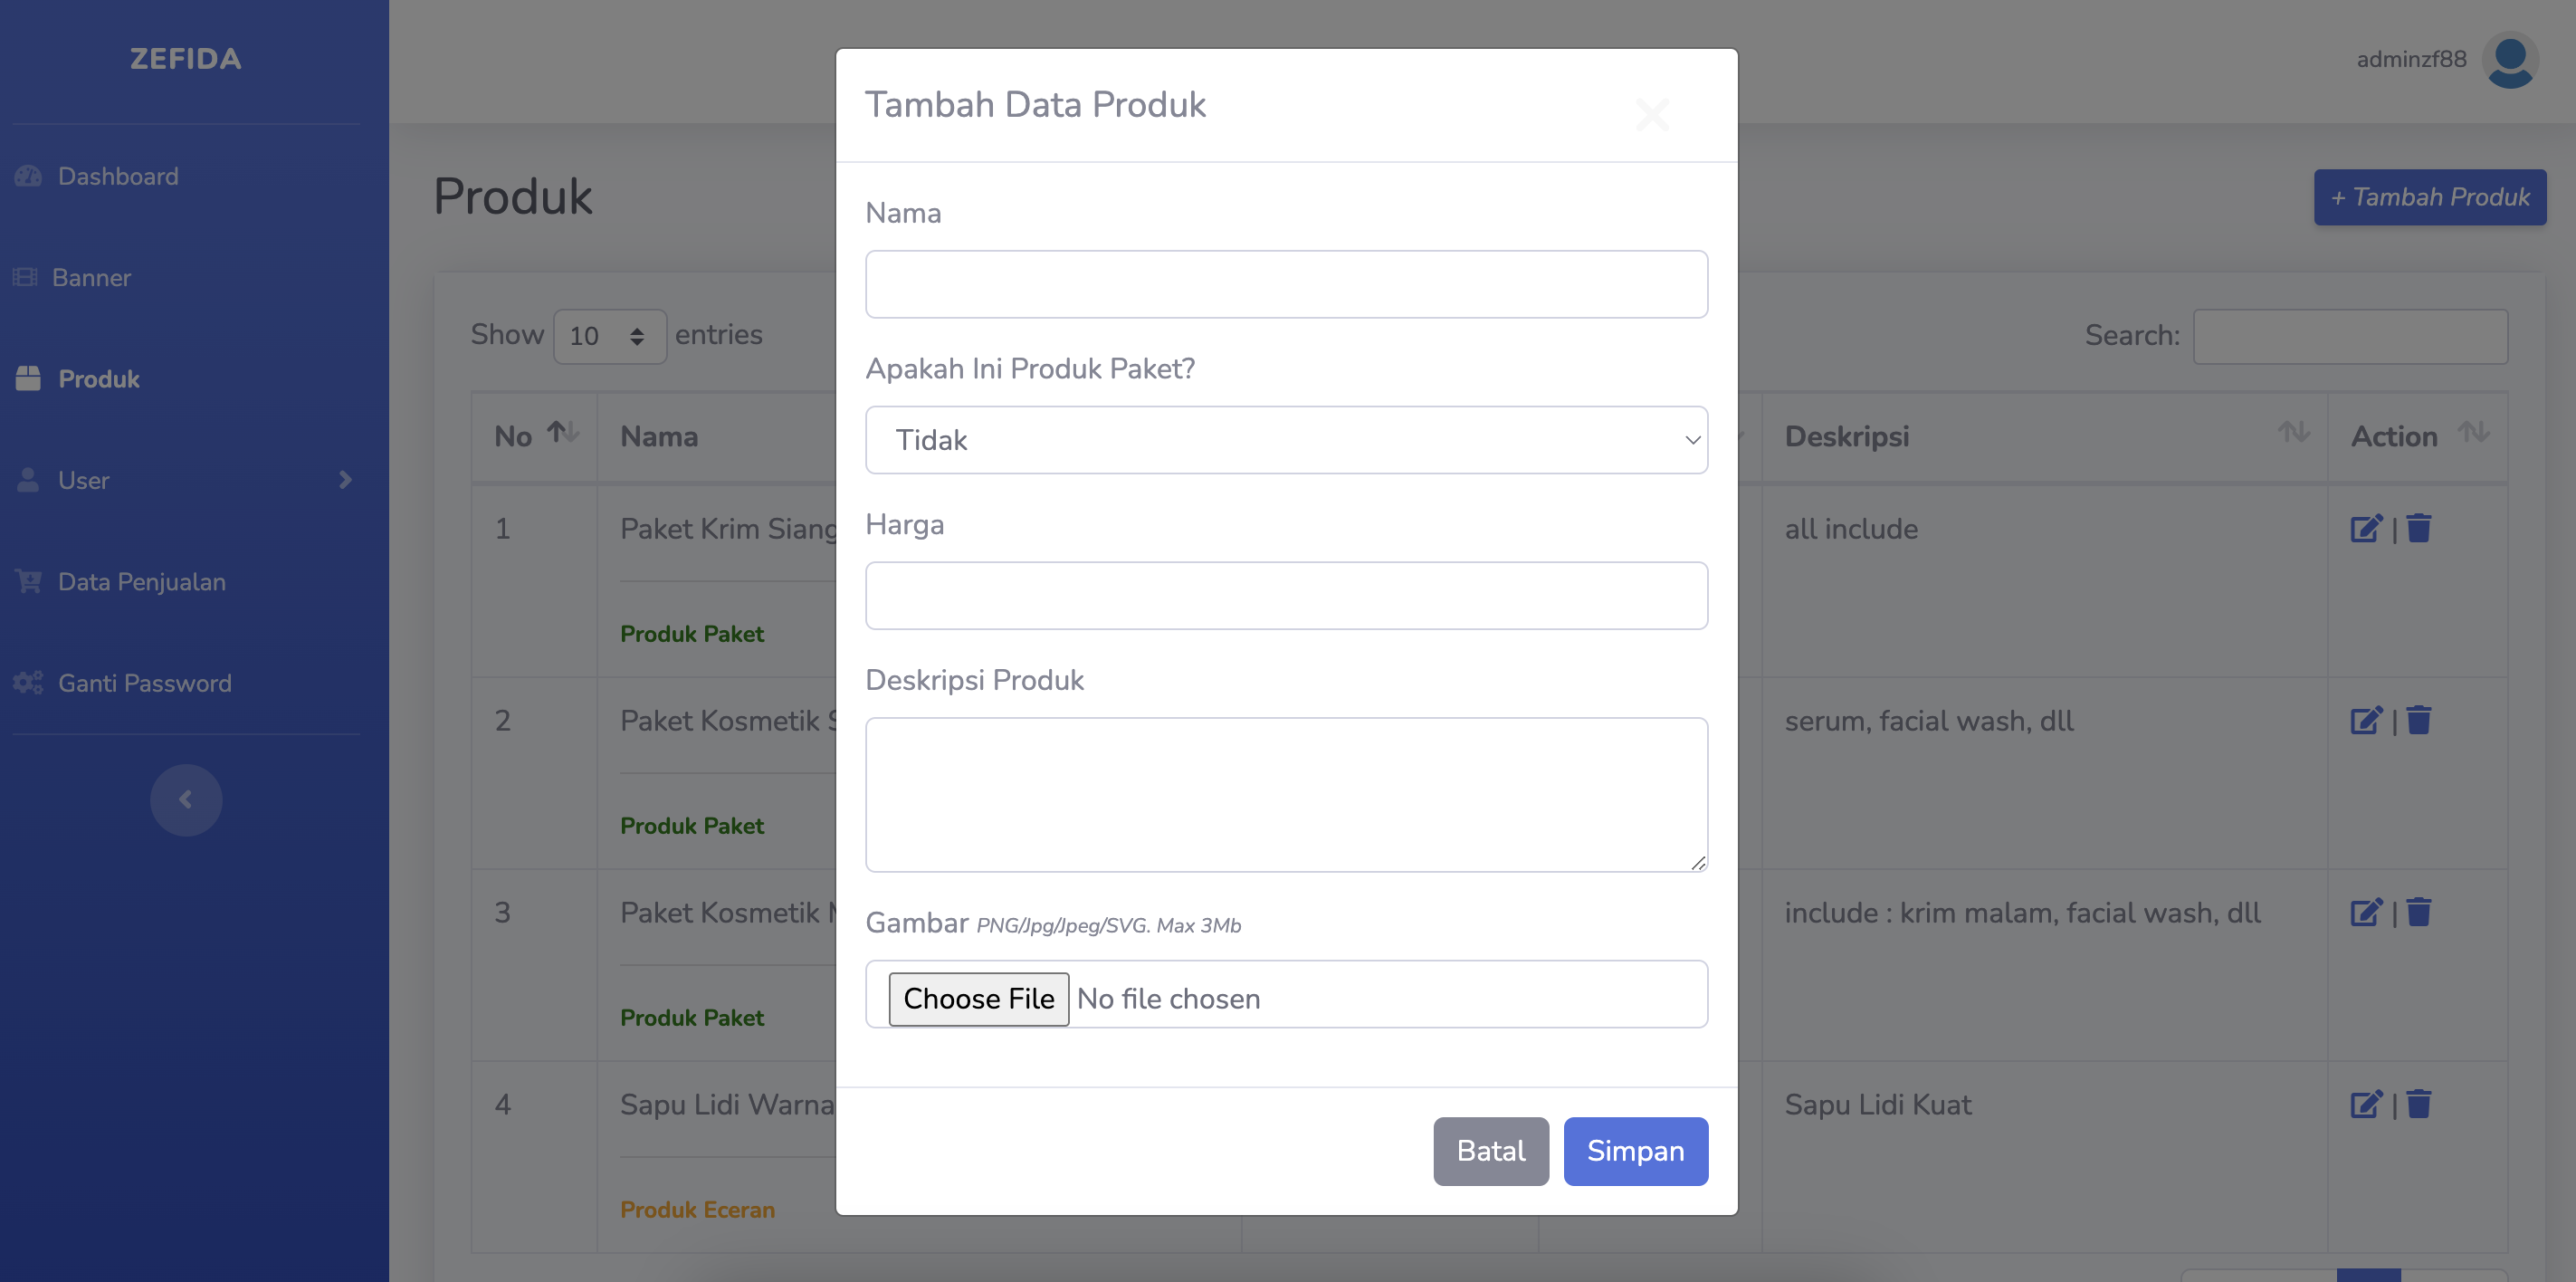 ZEFIDA
adminzf88
Dashboard
Banner
Produk
User
Data Penjualan
Ganti Password
Produk
+ Tambah Produk
Show 10 entries
Search:
No Nama Deskripsi Action
1 Paket Krim Siang all include
|
Produk Paket
2 Paket Kosmetik serum, facial wash, dll
|
Produk Paket
3 Paket Kosmetik include : krim malam, facial wash, dll
|
Produk Paket
4 Sapu Lidi Warna Sapu Lidi Kuat
|
Produk Eceran
Tambah Data Produk
Nama
Apakah Ini Produk Paket?
Tidak
Harga
Deskripsi Produk
Gambar PNG/Jpg/Jpeg/SVG. Max 3Mb
Choose File No file chosen
Batal Simpan